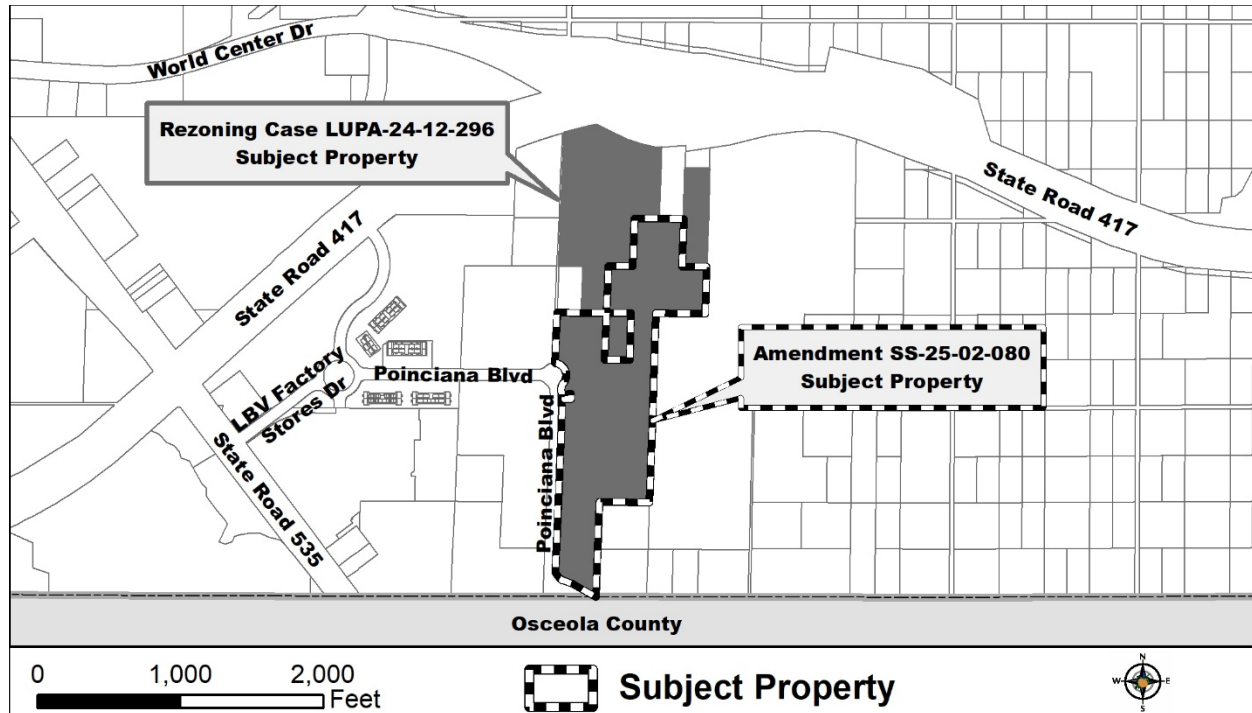 World Center Dr
Rezoning Case LUPA-24-12-296
Subject Property
State Road 417
State Road 417
Amendment SS-25-02-080
Subject Property
LBV Factory
Stores Dr
Poinciana Blvd
Poinciana Blvd
State Road 535
Osceola County
0 1,000 2,000
Feet
Subject Property
N
W E
S